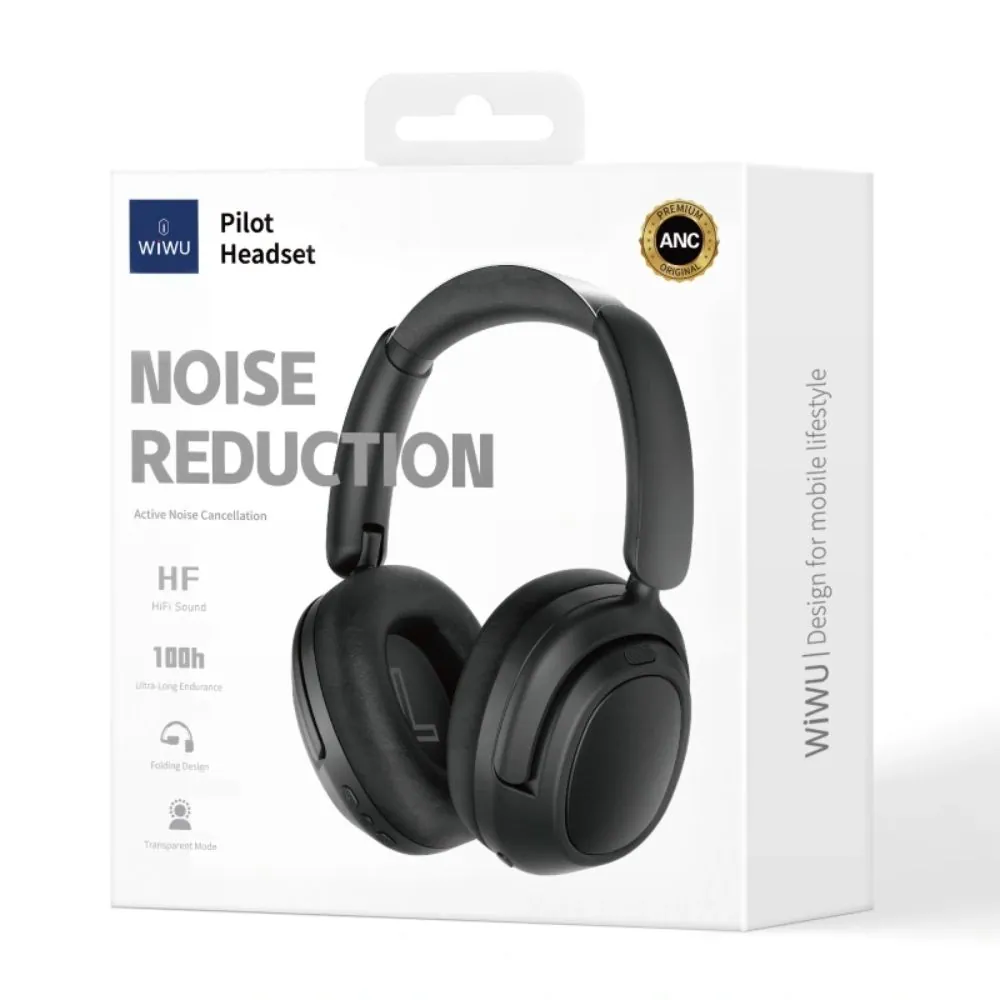 WiWU
Pilot
Headset
PREMIUM
ANC
ORIGINAL
NOISE
REDUCTION
Active Noise Cancellation
HF
HiFi Sound
100h
Ultra-Long Endurance
Folding Design
Transparent Mode
WiWU | Design for mobile lifestyle